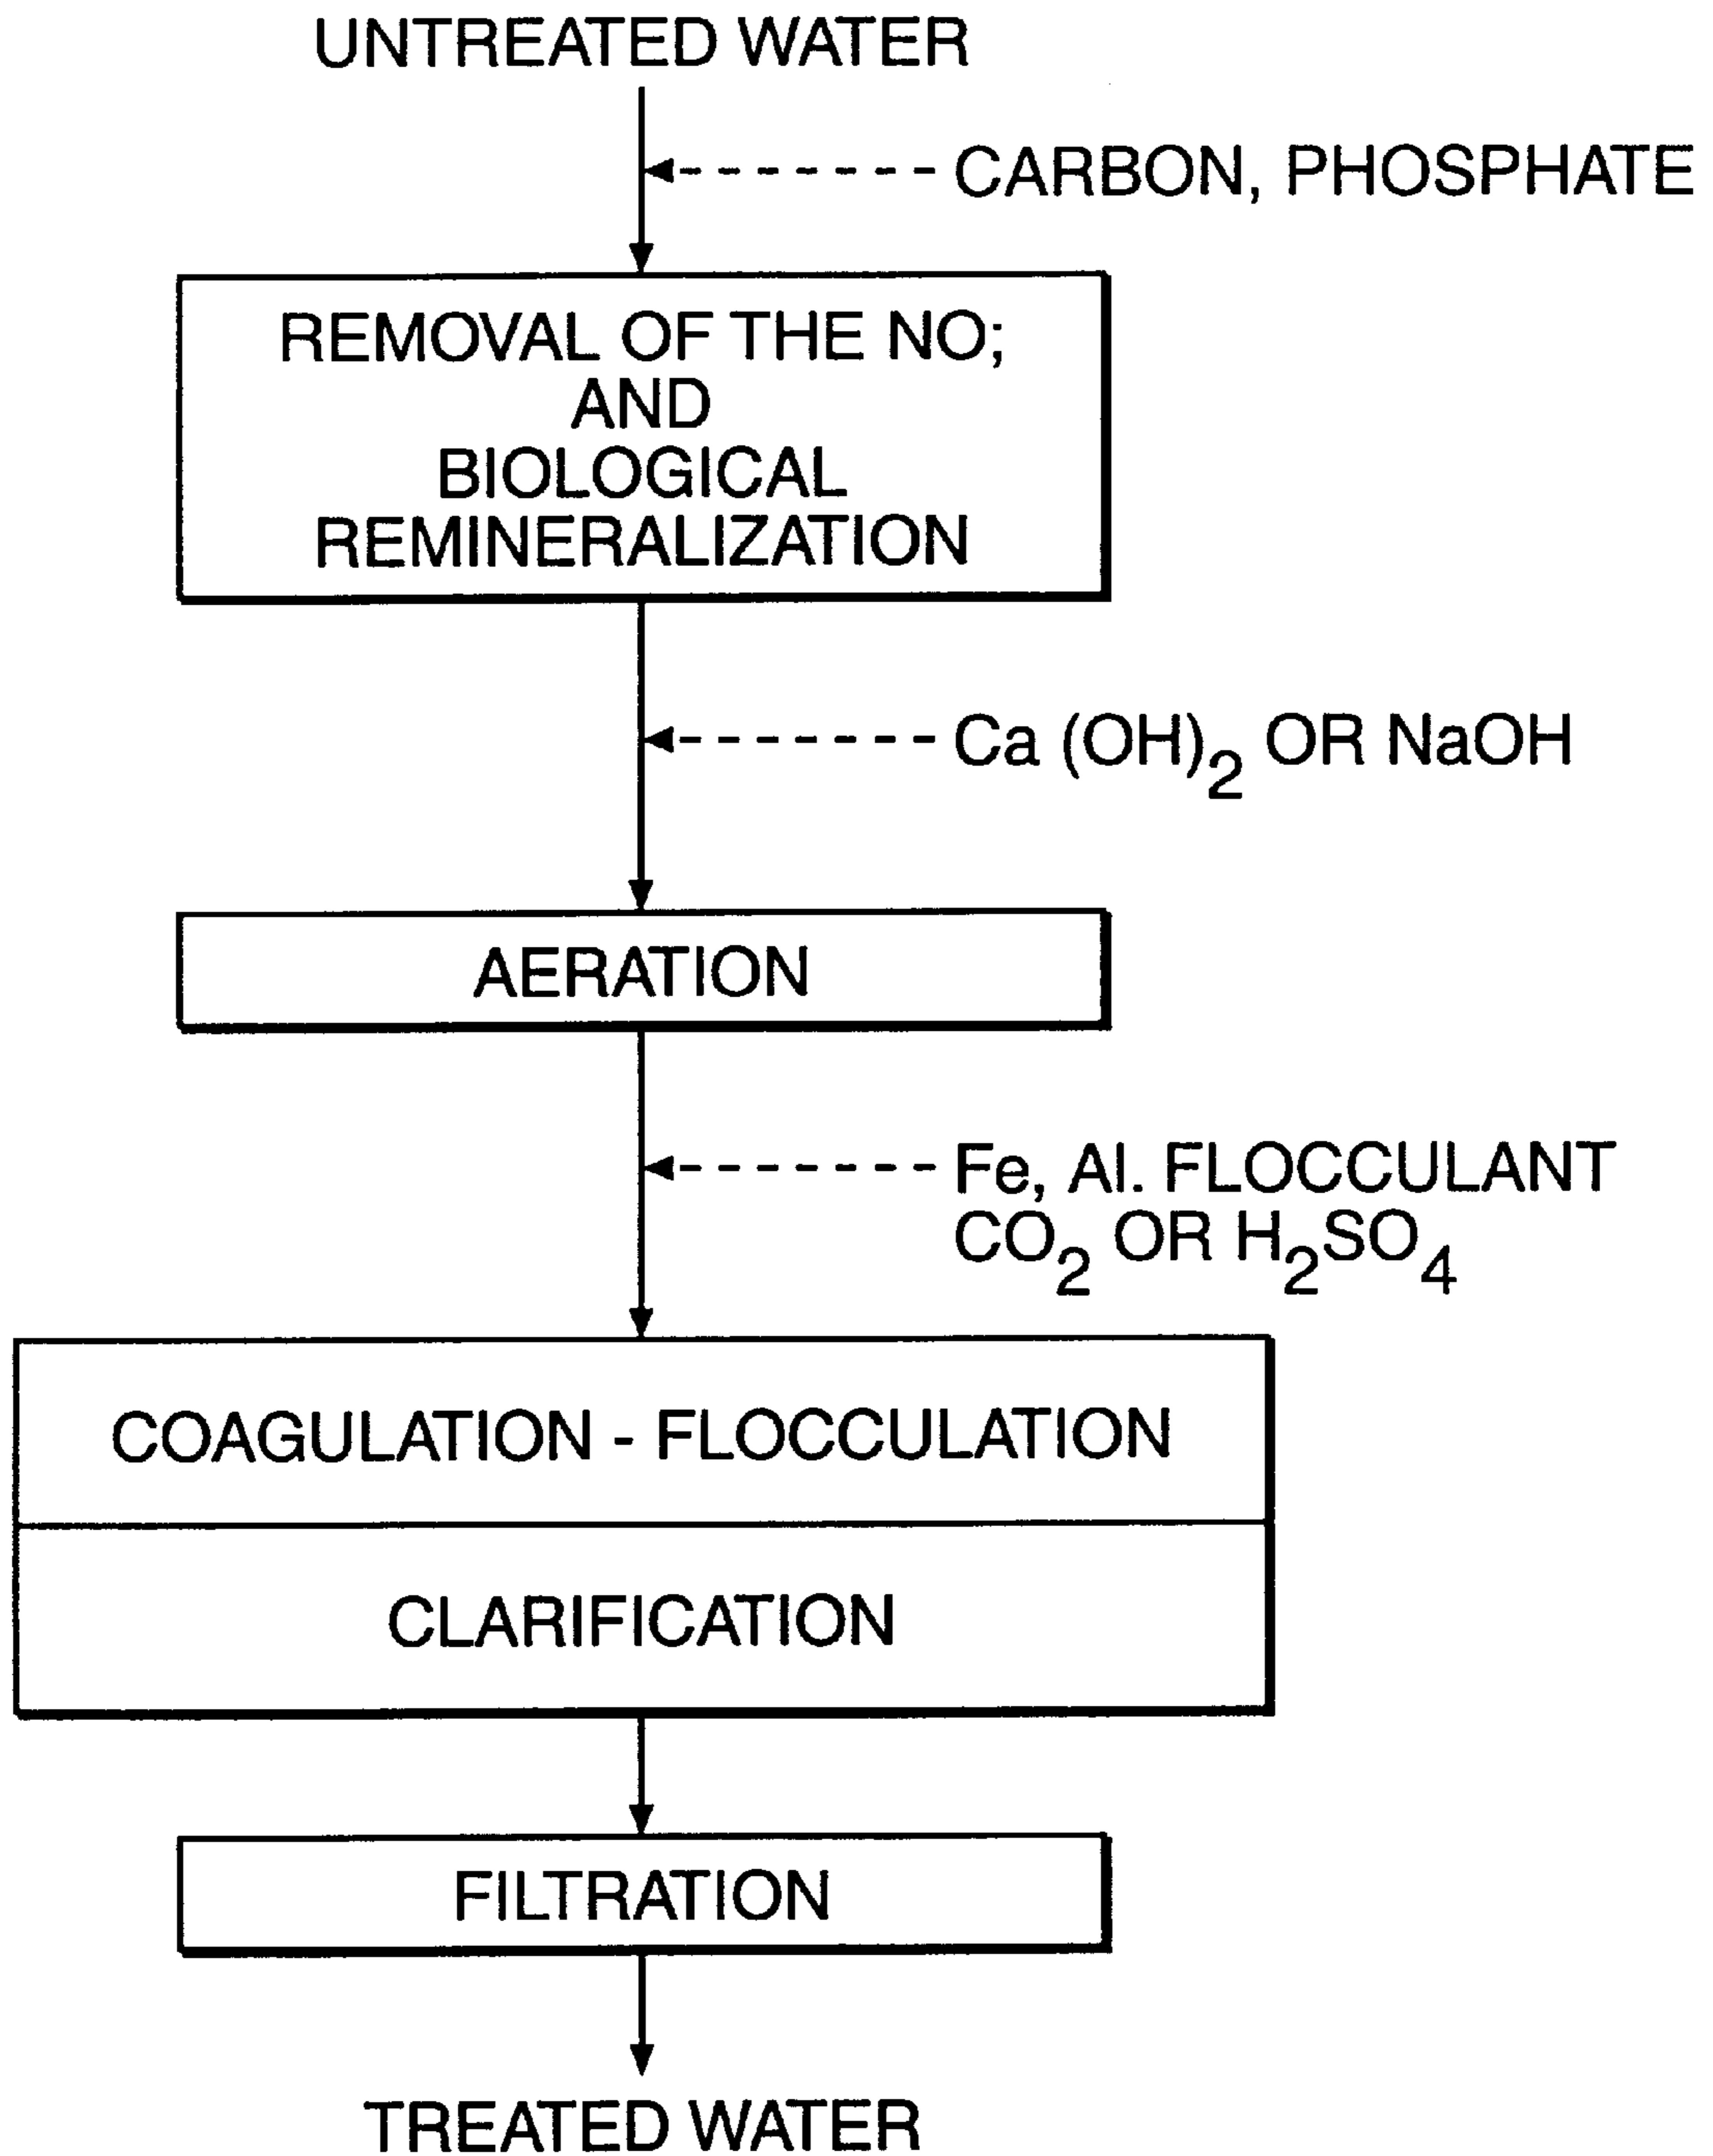 UNTREATED WATER
CARBON, PHOSPHATE
REMOVAL OF THE NO;
AND
BIOLOGICAL
REMINERALIZATION
Ca (OH)₂ OR NaOH
AERATION
Fe, Al. FLOCCULANT
CO₂ OR H₂SO₄
COAGULATION - FLOCCULATION
CLARIFICATION
FILTRATION
TREATED WATER